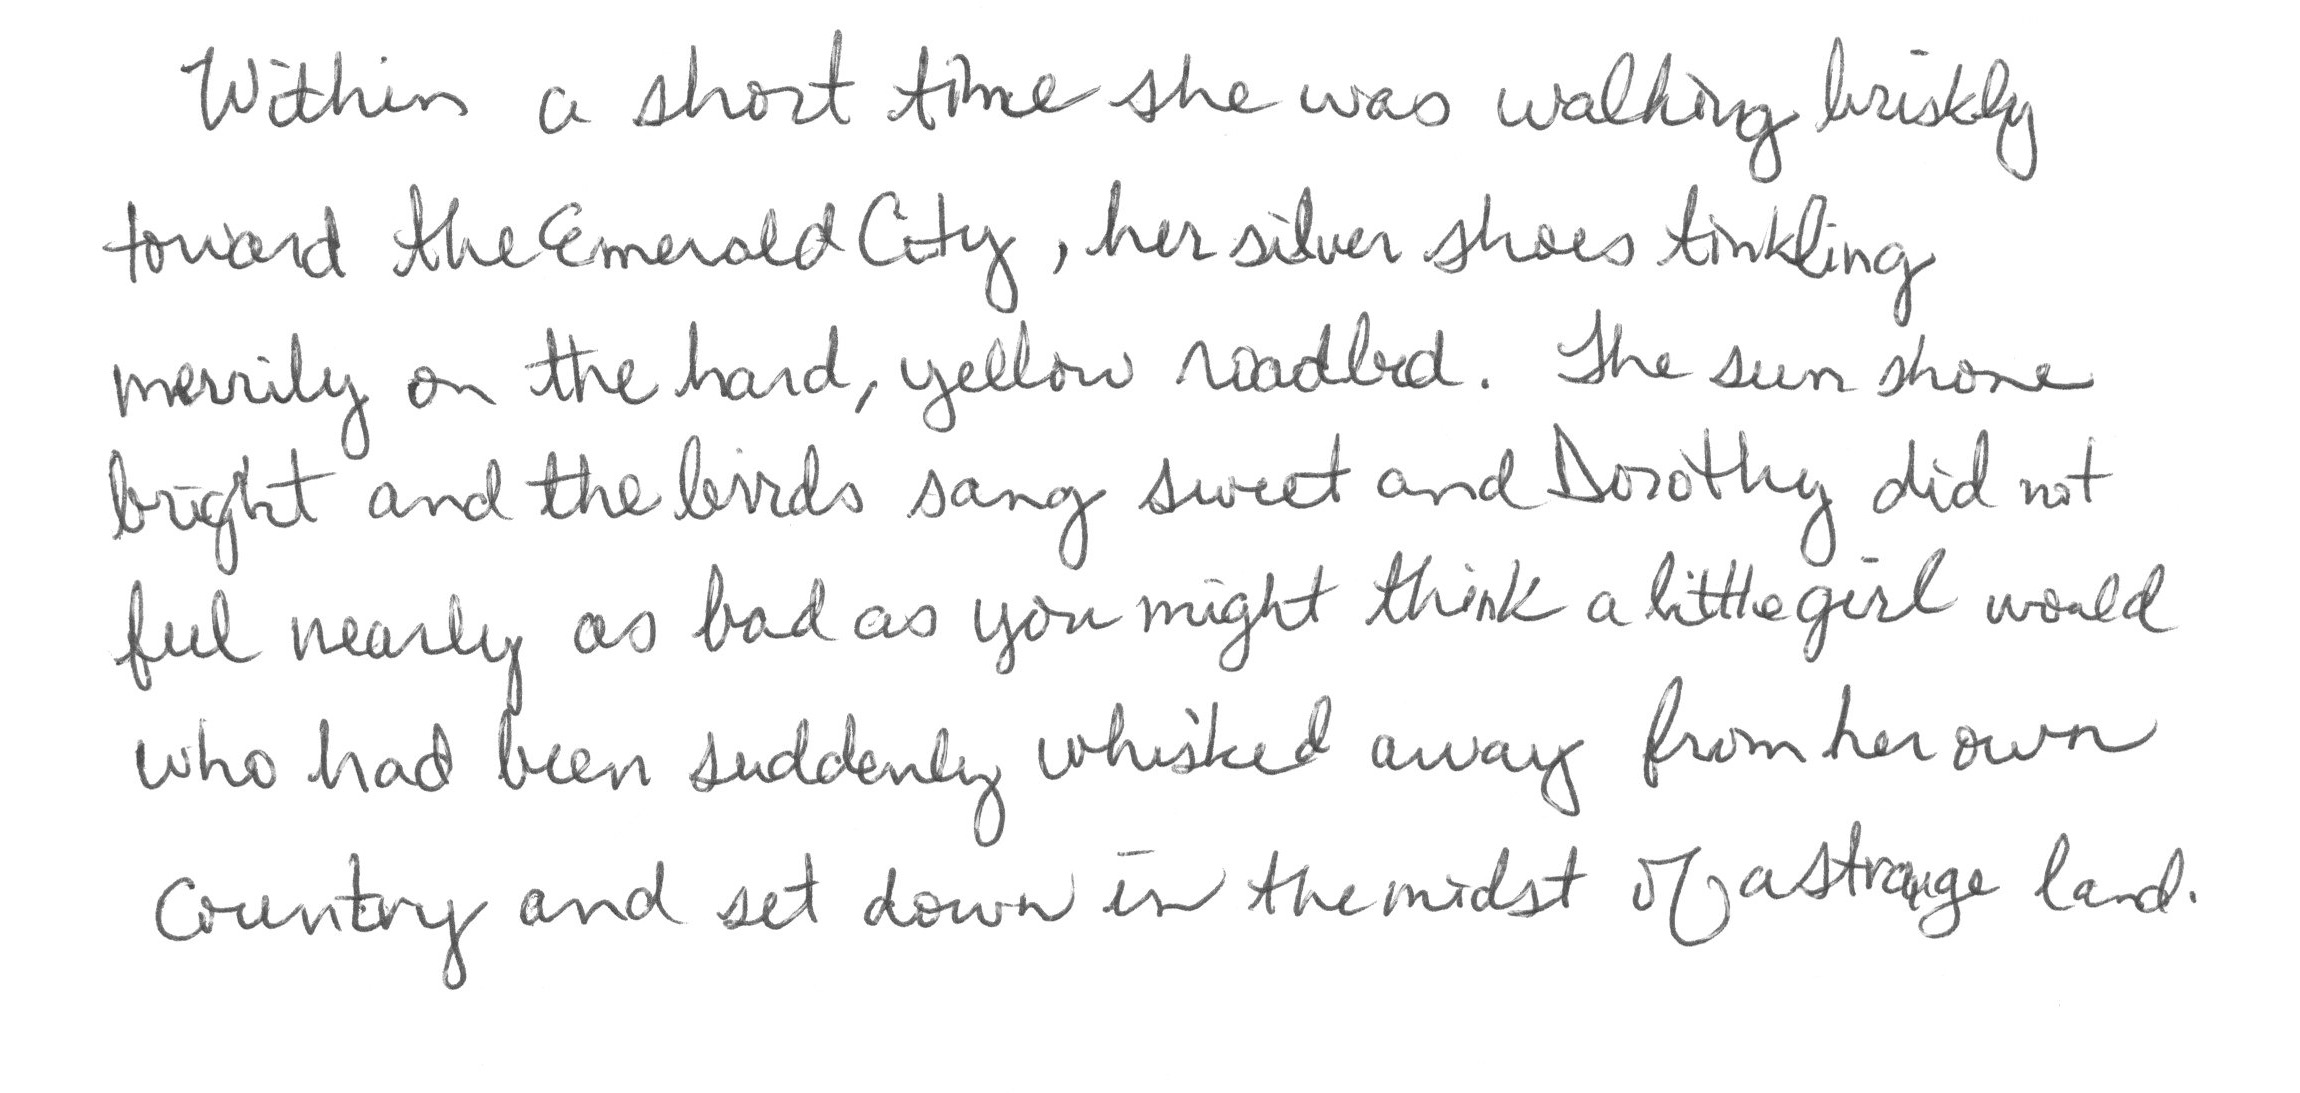 Within a short time she was walking briskly
toward the Emerald City, her silver shoes tinkling
merrily on the hard, yellow roadbed. The sun shone
bright and the birds sang sweet and Dorothy did not
feel nearly as bad as you might think a little girl would
who had been suddenly whisked away from her own
Country and set down in the midst of a strange land.